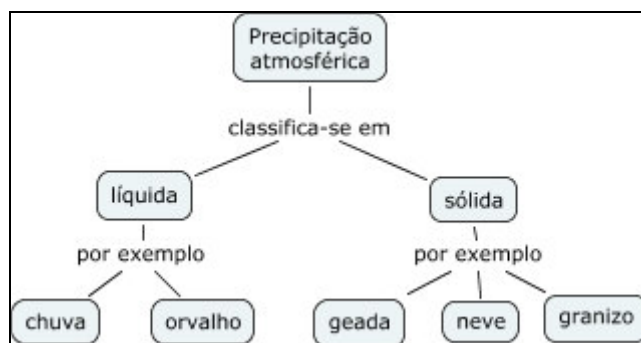 Precipitação
atmosférica
classifica-se em
líquida
sólida
por exemplo
por exemplo
chuva
orvalho
geada
neve
granizo